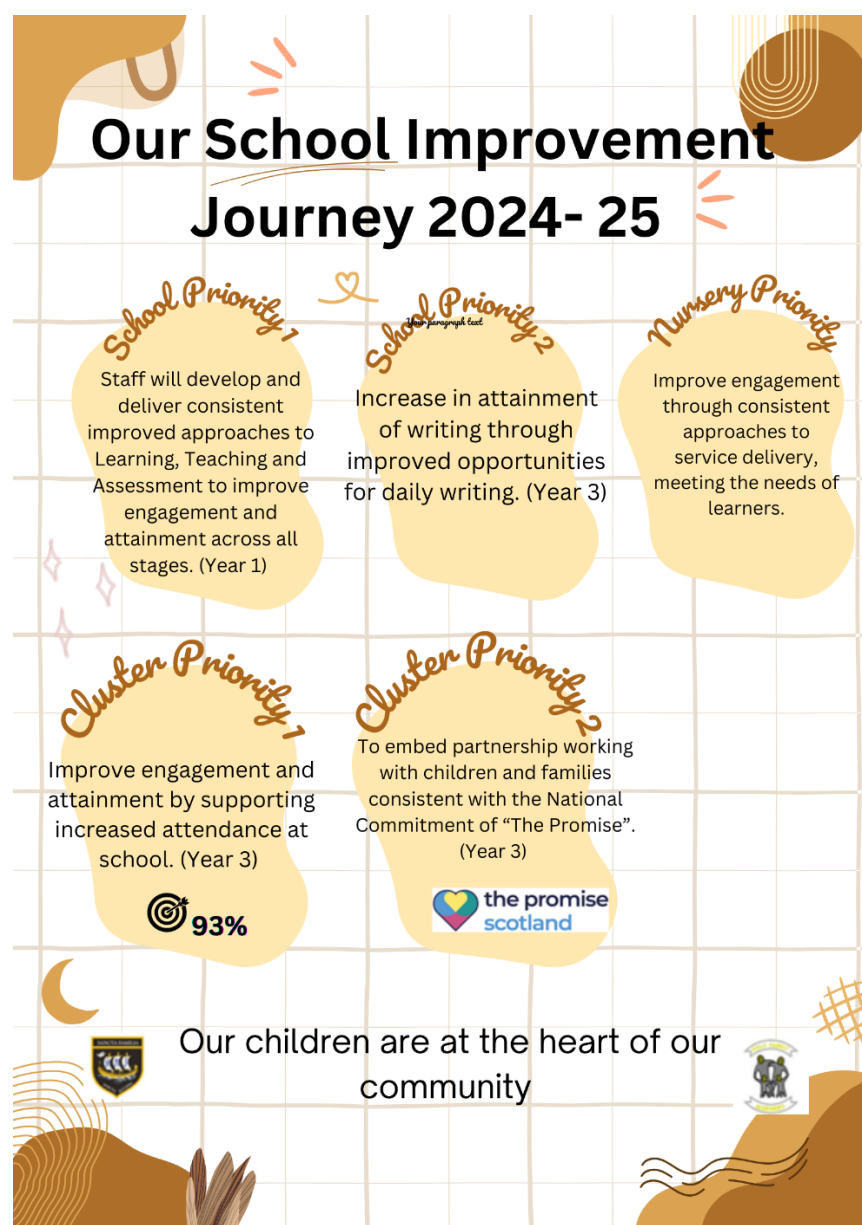 Our School Improvement
Journey 2024- 25
School Priority 1
Staff will develop and
deliver consistent
improved approaches to
Learning, Teaching and
Assessment to improve
engagement and
attainment across all
stages. (Year 1)
School Priority 2
Your paragraph text
Increase in attainment
of writing through
improved opportunities
for daily writing. (Year 3)
Nursery Priority
Improve engagement
through consistent
approaches to
service delivery,
meeting the needs of
learners.
Cluster Priority 1
Improve engagement and
attainment by supporting
increased attendance at
school. (Year 3)
93%
Cluster Priority 2
To embed partnership working
with children and families
consistent with the National
Commitment of “The Promise”.
(Year 3)
the promise
scotland
Our children are at the heart of our
community